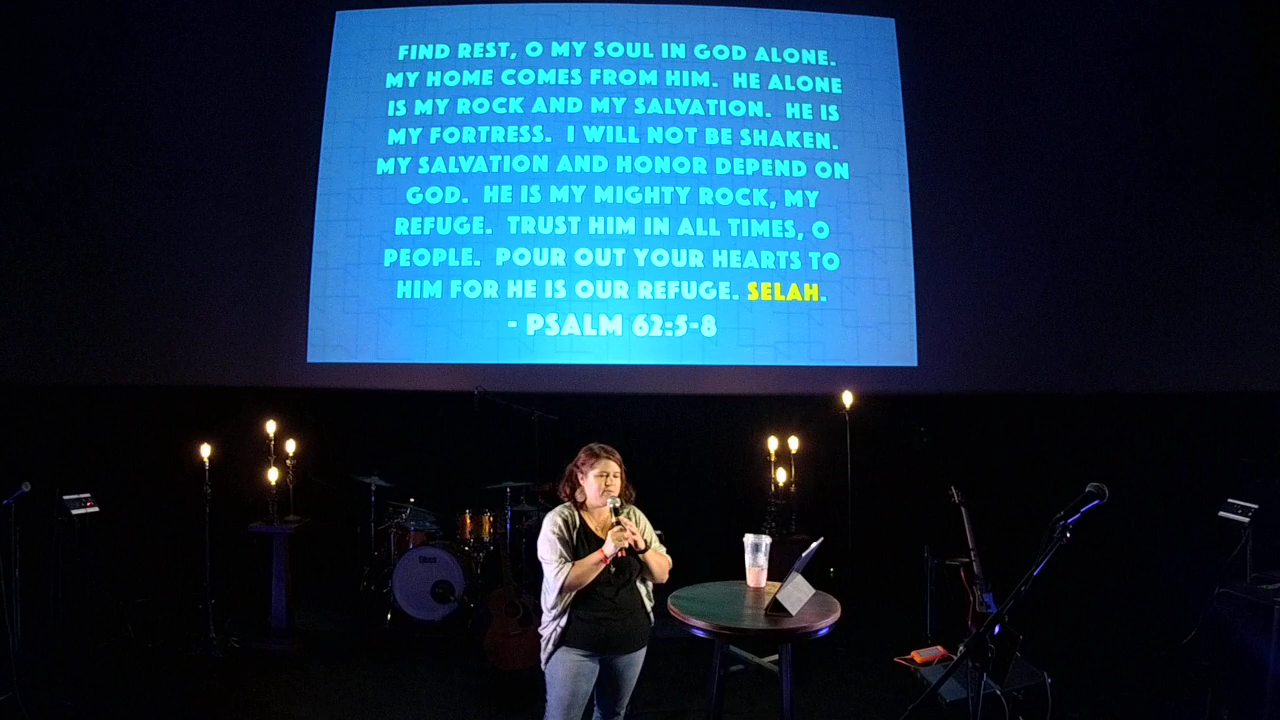 FIND REST, O MY SOUL IN GOD ALONE.
MY HOME COMES FROM HIM. HE ALONE
IS MY ROCK AND MY SALVATION. HE IS
MY FORTRESS. I WILL NOT BE SHAKEN.
MY SALVATION AND HONOR DEPEND ON
GOD. HE IS MY MIGHTY ROCK, MY
REFUGE. TRUST HIM IN ALL TIMES, O
PEOPLE. POUR OUT YOUR HEARTS TO
HIM FOR HE IS OUR REFUGE. SELAH.
- PSALM 62:5-8